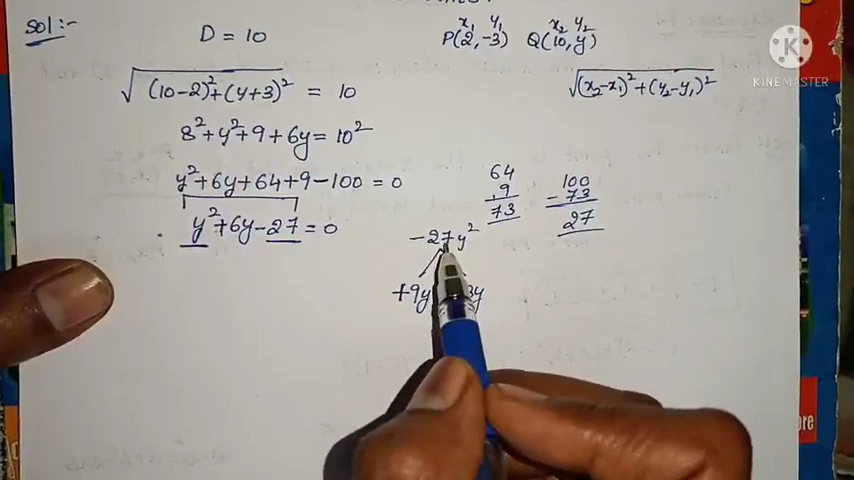 Sol:-
D = 10
x₁ y₁ x₂ y₂
P(2,-3) Q(10,y)
√(10-2)²+(y+3)² = 10
√(x₂-x₁)²+(y₂-y₁)²
8²+y²+9+6y=10²
y²+6y+64+9-100=0
64
9
73
100
-73
27
y²+6y-27=0
-27y²
+9y 3y
K
KINEMASTER